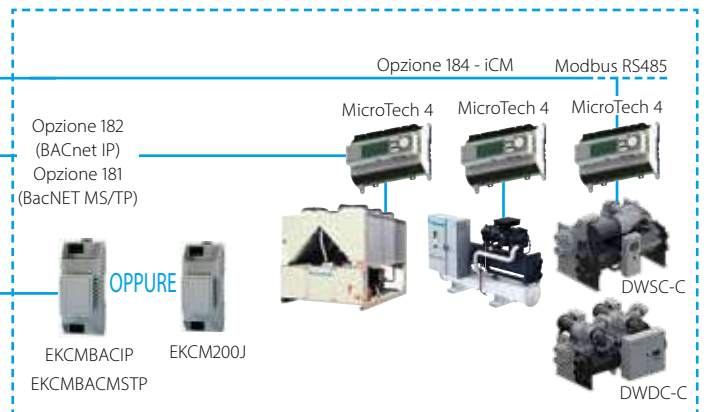 Opzione 184 - iCM
Modbus RS485
MicroTech 4
MicroTech 4
MicroTech 4
Opzione 182
(BACnet IP)
Opzione 181
(BacNET MS/TP)
OPPURE
EKCMBACIP
EKCMBACMSTP
EKCM200J
DWSC-C
DWDC-C